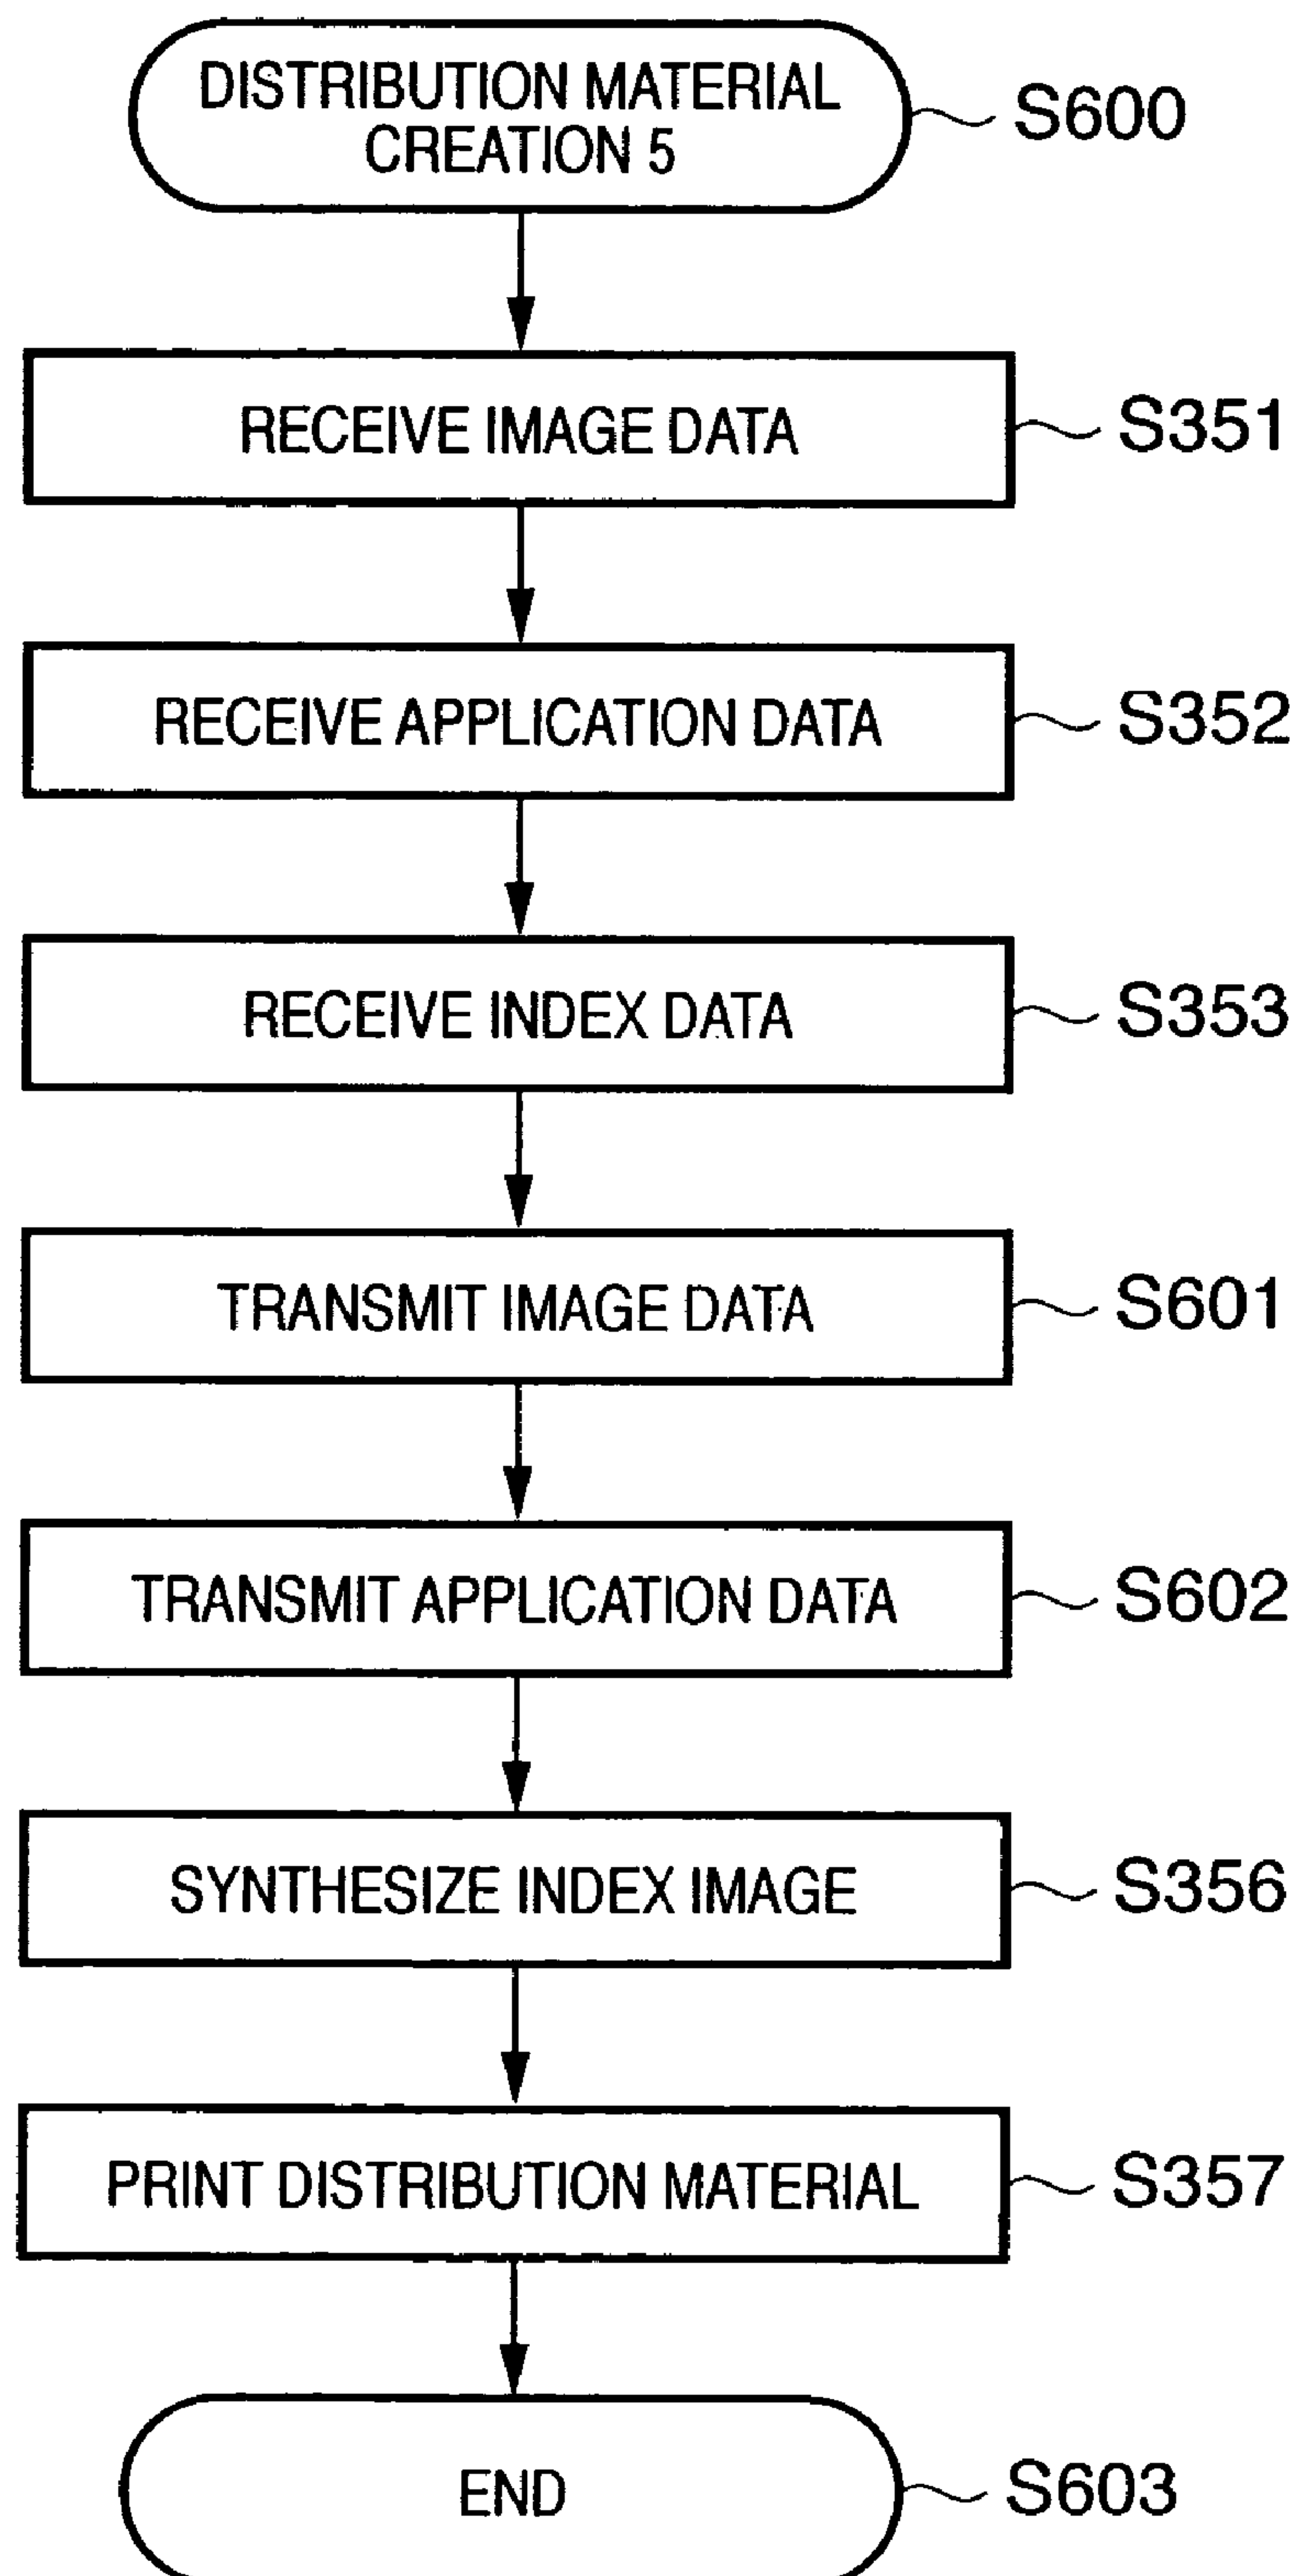 DISTRIBUTION MATERIAL
CREATION 5
S600
RECEIVE IMAGE DATA
S351
RECEIVE APPLICATION DATA
S352
RECEIVE INDEX DATA
S353
TRANSMIT IMAGE DATA
S601
TRANSMIT APPLICATION DATA
S602
SYNTHESIZE INDEX IMAGE
S356
PRINT DISTRIBUTION MATERIAL
S357
END
S603